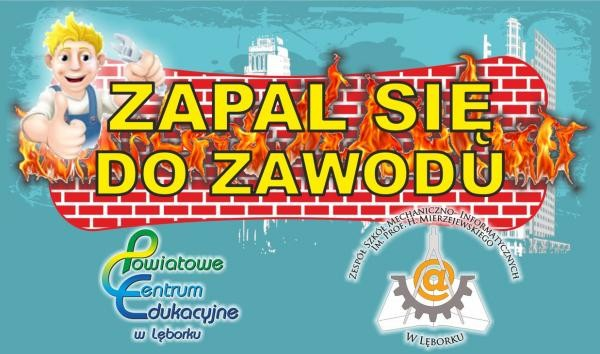 ZAPAL SIĘ
DO ZAWODU
Powiatowe
Centrum
Edukacyjne
w Lęborku
ZESPÓŁ SZKÓŁ MECHANICZNO-INFORMATYCZNYCH
IM. PROF. H. MIERZEJEWSKIEGO
@
W LĘBORKU